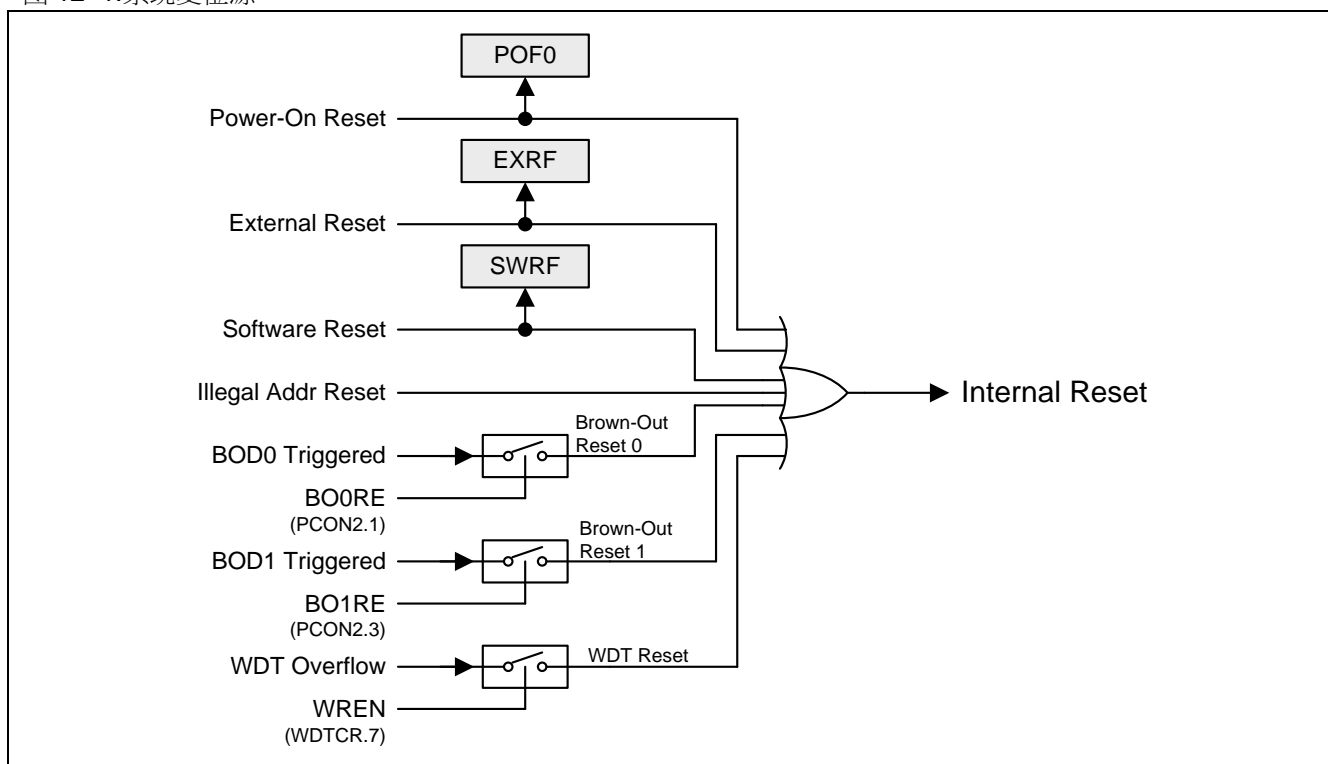 POF0
Power-On Reset
EXRF
External Reset
SWRF
Software Reset
Illegal Addr Reset
Internal Reset
Brown-Out
Reset 0
BOD0 Triggered
BO0RE
(PCON2.1)
Brown-Out
Reset 1
BOD1 Triggered
BO1RE
(PCON2.3)
WDT Overflow
WDT Reset
WREN
(WDTCR.7)